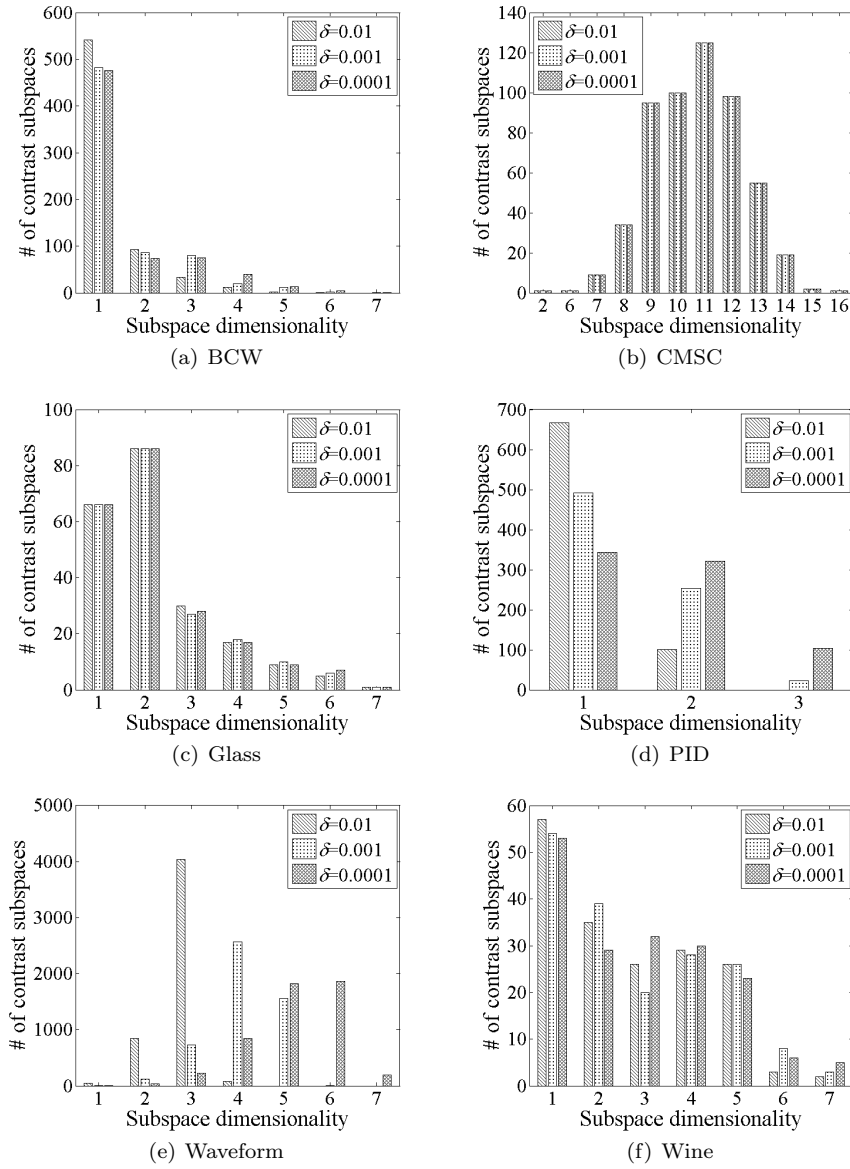 600
500
400
300
200
100
0
# of contrast subspaces
δ=0.01
δ=0.001
δ=0.0001
1 2 3 4 5 6 7
Subspace dimensionality
(a) BCW
140
120
100
80
60
40
20
0
# of contrast subspaces
δ=0.01
δ=0.001
δ=0.0001
2 6 7 8 9 10 11 12 13 14 15 16
Subspace dimensionality
(b) CMSC
100
80
60
40
20
0
# of contrast subspaces
δ=0.01
δ=0.001
δ=0.0001
1 2 3 4 5 6 7
Subspace dimensionality
(c) Glass
700
600
500
400
300
200
100
0
# of contrast subspaces
δ=0.01
δ=0.001
δ=0.0001
1 2 3
Subspace dimensionality
(d) PID
5000
4000
3000
2000
1000
0
# of contrast subspaces
δ=0.01
δ=0.001
δ=0.0001
1 2 3 4 5 6 7
Subspace dimensionality
(e) Waveform
60
50
40
30
20
10
0
# of contrast subspaces
δ=0.01
δ=0.001
δ=0.0001
1 2 3 4 5 6 7
Subspace dimensionality
(f) Wine